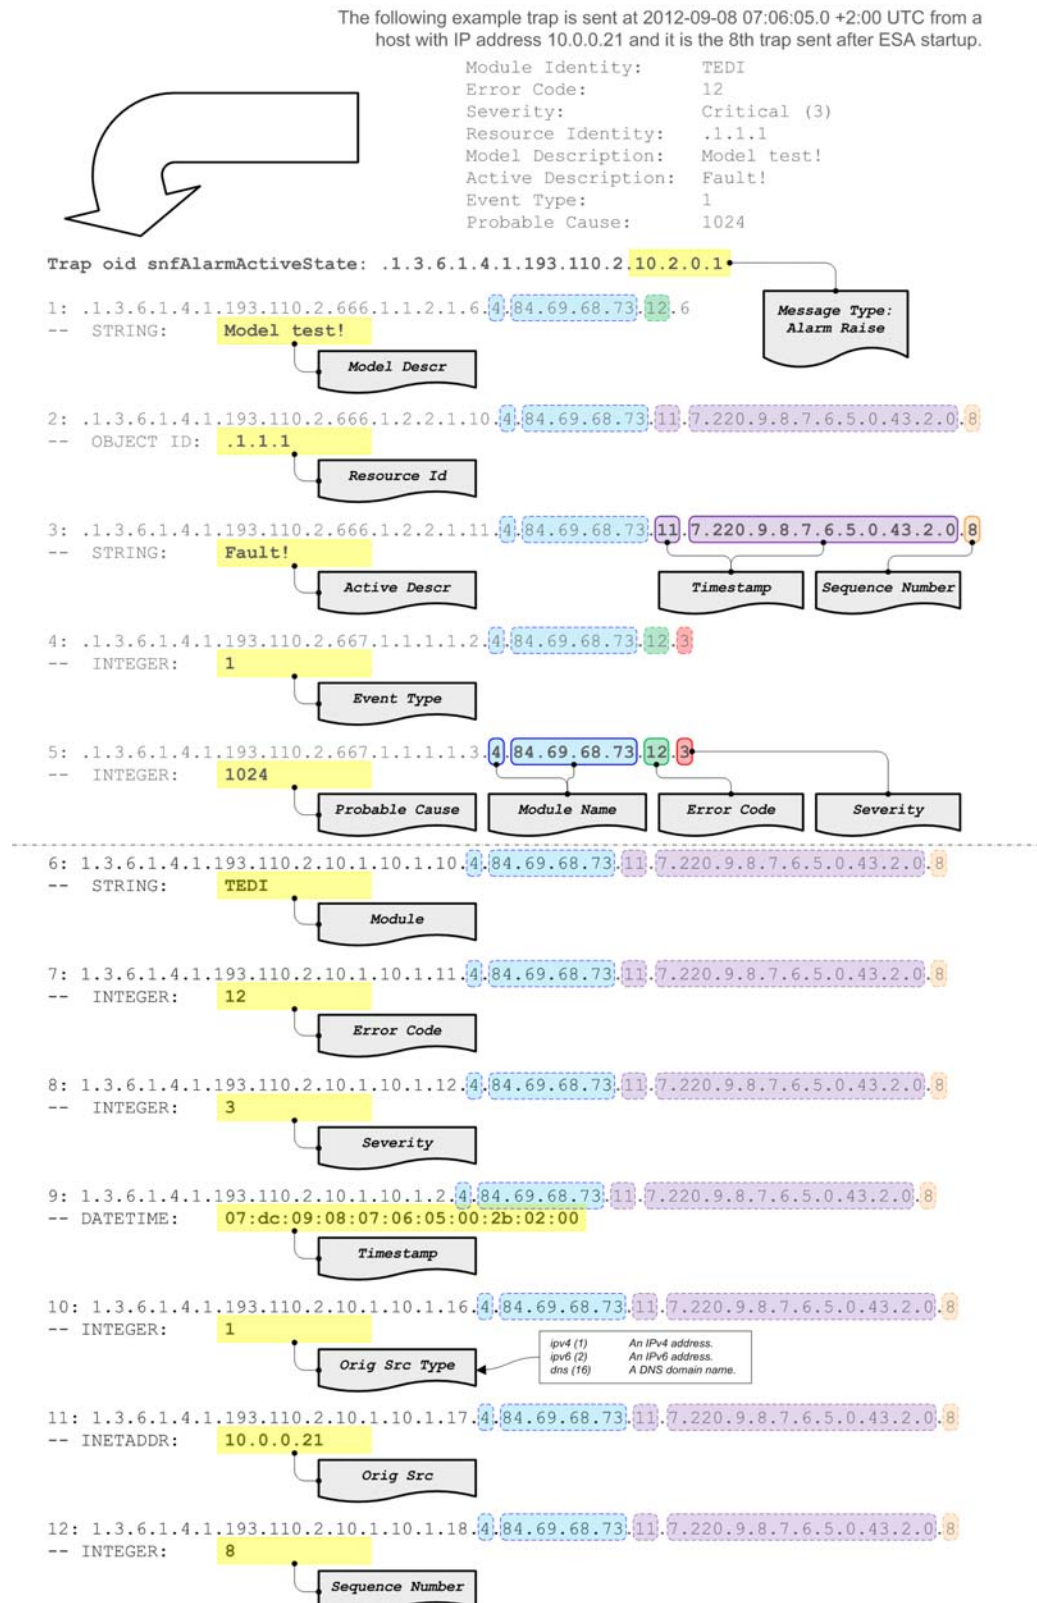 The following example trap is sent at 2012-09-08 07:06:05.0 +2:00 UTC from a
host with IP address 10.0.0.21 and it is the 8th trap sent after ESA startup.
Module Identity: TEDI
Error Code: 12
Severity: Critical (3)
Resource Identity: .1.1.1
Model Description: Model test!
Active Description: Fault!
Event Type: 1
Probable Cause: 1024
Trap oid snfAlarmActiveState: .1.3.6.1.4.1.193.110.2.10.2.0.1
Message Type:
Alarm Raise
1: .1.3.6.1.4.1.193.110.2.666.1.1.2.1.6.4.84.69.68.73.12.6
-- STRING: Model test!
Model Descr
2: .1.3.6.1.4.1.193.110.2.666.1.2.2.1.10.4.84.69.68.73.11.7.220.9.8.7.6.5.0.43.2.0.8
-- OBJECT ID: .1.1.1
Resource Id
3: .1.3.6.1.4.1.193.110.2.666.1.2.2.1.11.4.84.69.68.73.11.7.220.9.8.7.6.5.0.43.2.0.8
-- STRING: Fault!
Active Descr Timestamp Sequence Number
4: .1.3.6.1.4.1.193.110.2.667.1.1.1.1.2.4.84.69.68.73.12.3
-- INTEGER: 1
Event Type
5: .1.3.6.1.4.1.193.110.2.667.1.1.1.1.3.4.84.69.68.73.12.3
-- INTEGER: 1024
Probable Cause Module Name Error Code Severity
6: 1.3.6.1.4.1.193.110.2.10.1.10.1.10.4.84.69.68.73.11.7.220.9.8.7.6.5.0.43.2.0.8
-- STRING: TEDI
Module
7: 1.3.6.1.4.1.193.110.2.10.1.10.1.11.4.84.69.68.73.11.7.220.9.8.7.6.5.0.43.2.0.8
-- INTEGER: 12
Error Code
8: 1.3.6.1.4.1.193.110.2.10.1.10.1.12.4.84.69.68.73.11.7.220.9.8.7.6.5.0.43.2.0.8
-- INTEGER: 3
Severity
9: 1.3.6.1.4.1.193.110.2.10.1.10.1.2.4.84.69.68.73.11.7.220.9.8.7.6.5.0.43.2.0.8
-- DATETIME: 07:dc:09:08:07:06:05:00:2b:02:00
Timestamp
10: 1.3.6.1.4.1.193.110.2.10.1.10.1.16.4.84.69.68.73.11.7.220.9.8.7.6.5.0.43.2.0.8
-- INTEGER: 1
Orig Src Type
ipv4 (1) An IPv4 address.
ipv6 (2) An IPv6 address.
dns (16) A DNS domain name.
11: 1.3.6.1.4.1.193.110.2.10.1.10.1.17.4.84.69.68.73.11.7.220.9.8.7.6.5.0.43.2.0.8
-- INETADDR: 10.0.0.21
Orig Src
12: 1.3.6.1.4.1.193.110.2.10.1.10.1.18.4.84.69.68.73.11.7.220.9.8.7.6.5.0.43.2.0.8
-- INTEGER: 8
Sequence Number